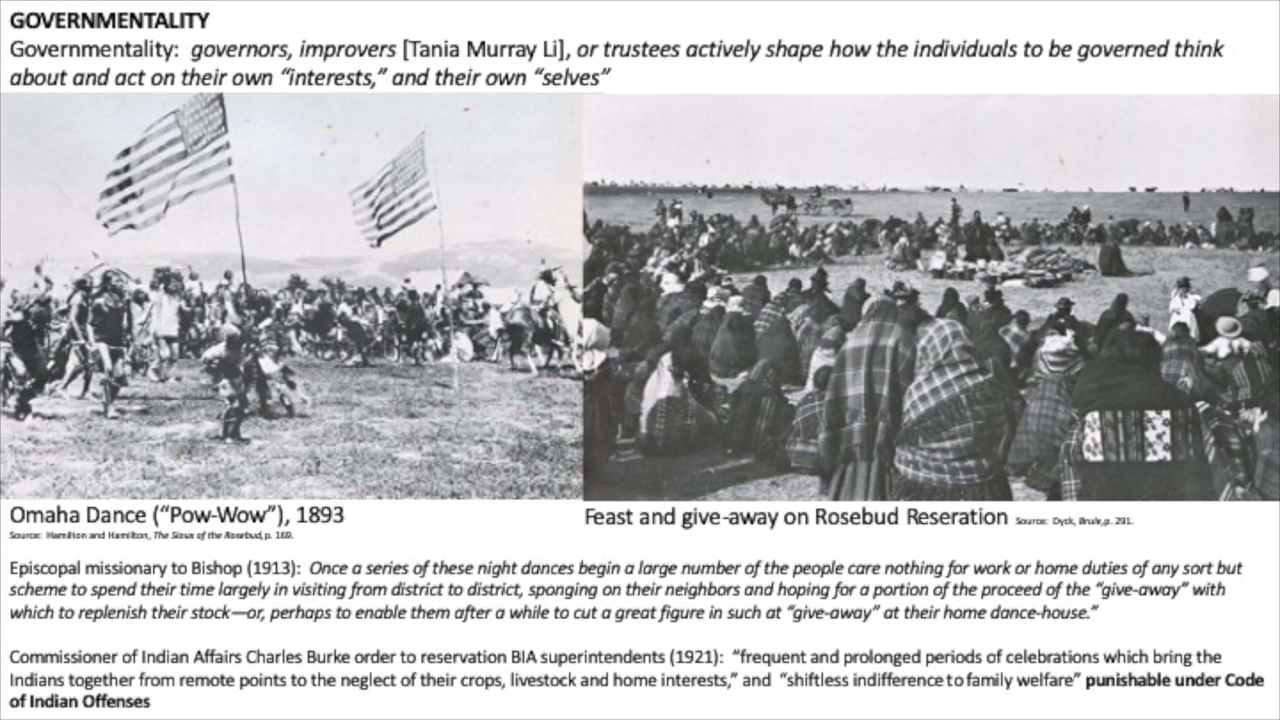 GOVERNMENTALITY
Governmentality: governors, improvers [Tania Murray Li], or trustees actively shape how the individuals to be governed think
about and act on their own “interests,” and their own “selves”
Omaha Dance (“Pow-Wow”), 1893
Source: Hamilton and Hamilton, The Sioux of the Rosebud, p. 169.
Feast and give-away on Rosebud Reseration Source: Dyck, Brule, p. 291.
Episcopal missionary to Bishop (1913): Once a series of these night dances begin a large number of the people care nothing for work or home duties of any sort but
scheme to spend their time largely in visiting from district to district, sponging on their neighbors and hoping for a portion of the proceed of the “give-away” with
which to replenish their stock—or, perhaps to enable them after a while to cut a great figure in such at “give-away” at their home dance-house.”
Commissioner of Indian Affairs Charles Burke order to reservation BIA superintendents (1921): “frequent and prolonged periods of celebrations which bring the
Indians together from remote points to the neglect of their crops, livestock and home interests,” and “shiftless indifference to family welfare” punishable under Code
of Indian Offenses